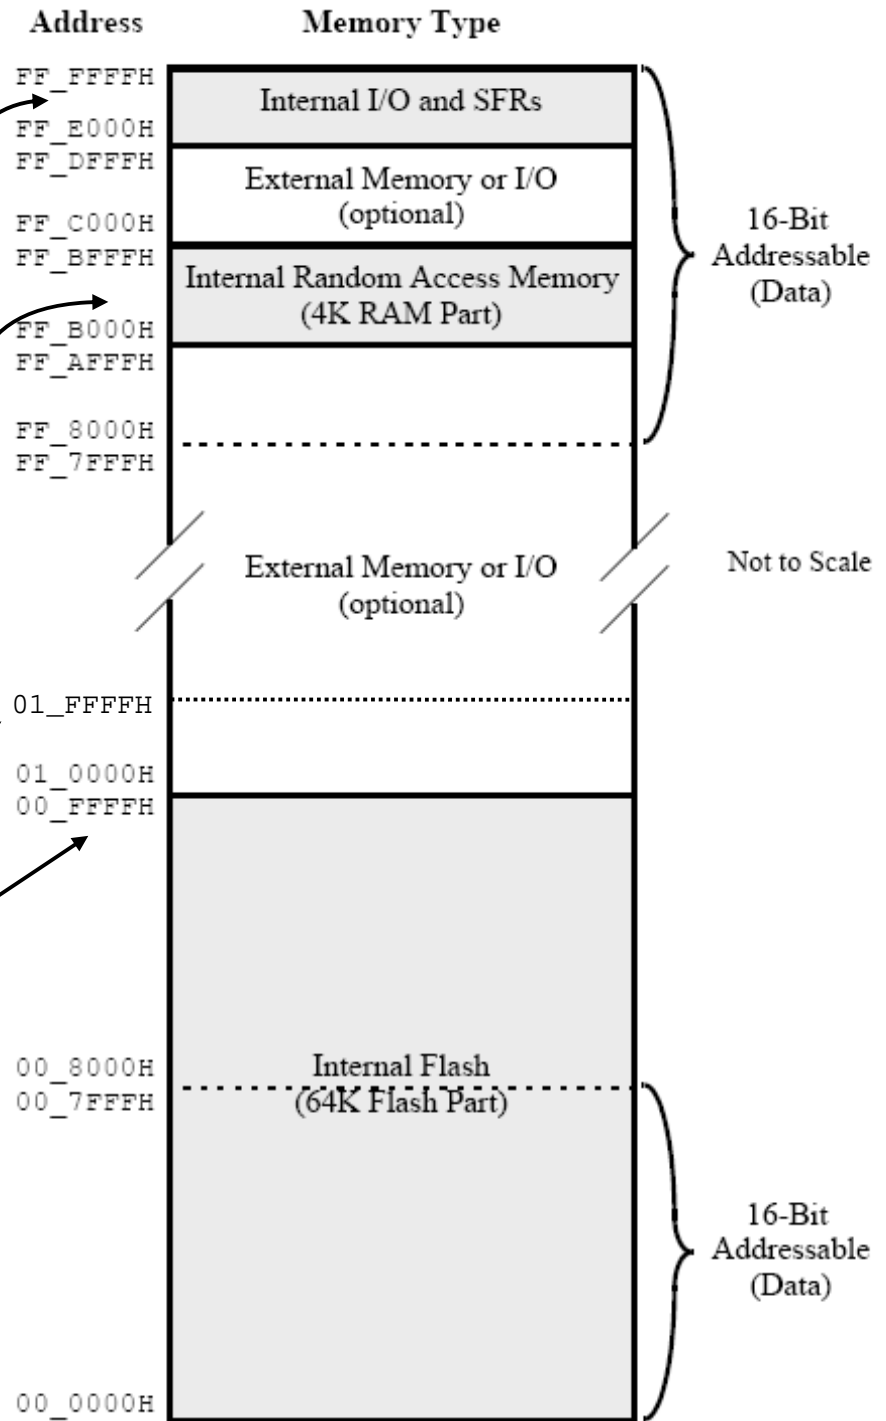 Address Memory Type
FF_FFFFH
Internal I/O and SFRs
FF_E000H
FF_DFFFH
External Memory or I/O
(optional)
FF_C000H
16-Bit
Addressable
(Data)
FF_BFFFH
Internal Random Access Memory
(4K RAM Part)
FF_B000H
FF_AFFFH
FF_8000H
FF_7FFFH
External Memory or I/O
(optional)
Not to Scale
01_FFFFH
01_0000H
00_FFFFH
00_8000H
Internal Flash
00_7FFFH
(64K Flash Part)
16-Bit
Addressable
(Data)
00_0000H